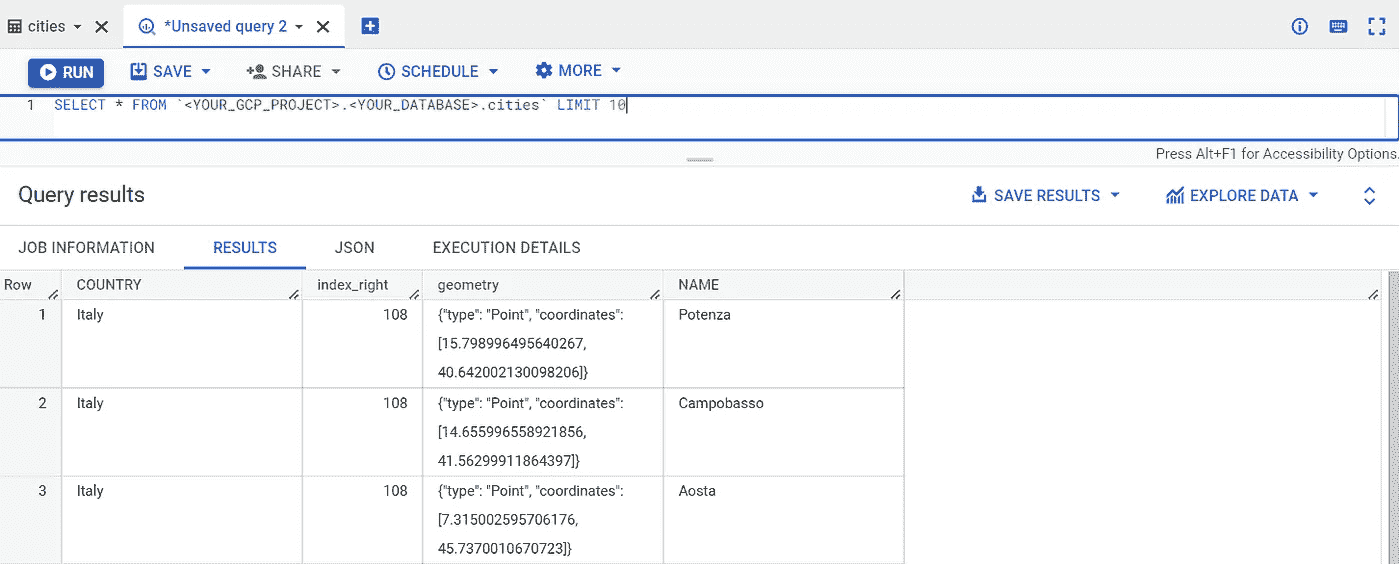 cities
*Unsaved query 2
RUN SAVE SHARE SCHEDULE MORE
1 SELECT * FROM `<YOUR_GCP_PROJECT>.<YOUR_DATABASE>.cities` LIMIT 10
Press Alt+F1 for Accessibility Options.
Query results
SAVE RESULTS EXPLORE DATA
JOB INFORMATION RESULTS JSON EXECUTION DETAILS
Row COUNTRY index_right geometry NAME
1 Italy 108 {"type": "Point", "coordinates": Potenza
[15.798996495640267,
40.642002130098206]}
2 Italy 108 {"type": "Point", "coordinates": Campobasso
[14.655996558921856,
41.56299911864397]}
3 Italy 108 {"type": "Point", "coordinates": Aosta
[7.315002595706176,
45.7370010670723]}